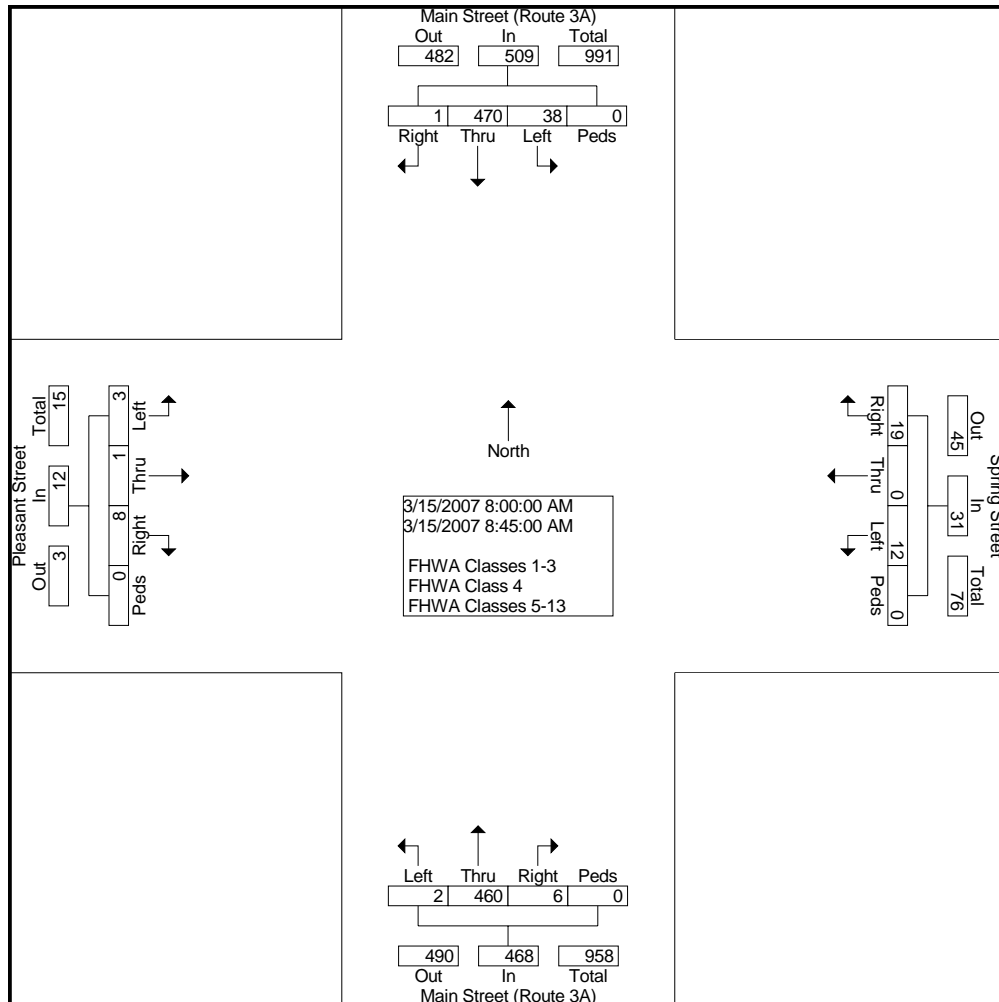 Main Street (Route 3A)
Out In Total
482 509 991
1 470 38 0
Right Thru Left Peds
Pleasant Street
Total In Out
15 12 3
3 1 8 0
Left Thru Right Peds
North
3/15/2007 8:00:00 AM
3/15/2007 8:45:00 AM
FHWA Classes 1-3
FHWA Class 4
FHWA Classes 5-13
Right Thru Left Peds
19 0 12 0
Out In Total
45 31 76
Spring Street
Left Thru Right Peds
2 460 6 0
490 468 958
Out In Total
Main Street (Route 3A)